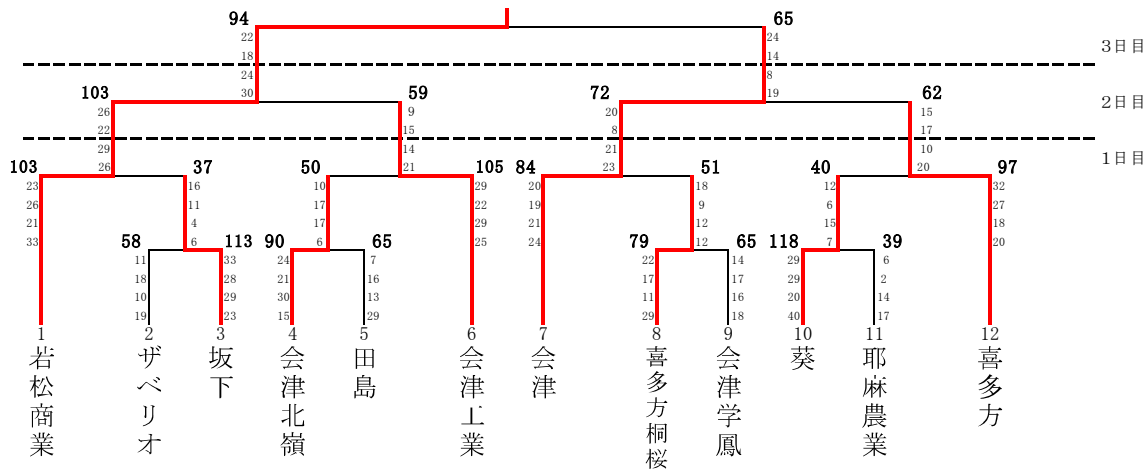 94 65
22 24
18 14
24 8
30 19
3日目
103 59 72 62
26 9 20 15
22 15 8 17
29 14 21 10
26 21 23 20
2日目
1日目
103 37 50 105 84 51 40 97
23 16 10 29 20 18 12 32
26 11 17 22 19 9 6 27
21 4 17 29 21 12 15 18
33 6 6 25 24 12 7 20
58 113 90 65 79 65 118 39
11 33 24 7 22 14 29 6
18 28 21 16 17 17 29 2
10 29 30 13 11 16 20 14
19 23 15 29 29 18 40 17
1 2 3 4 5 6 7 8 9 10 11 12
若松商業
ザベリオ
坂下
会津北嶺
田島
会津工業
会津
喜多方桐桜
会津学鳳
葵
耶麻農業
喜多方